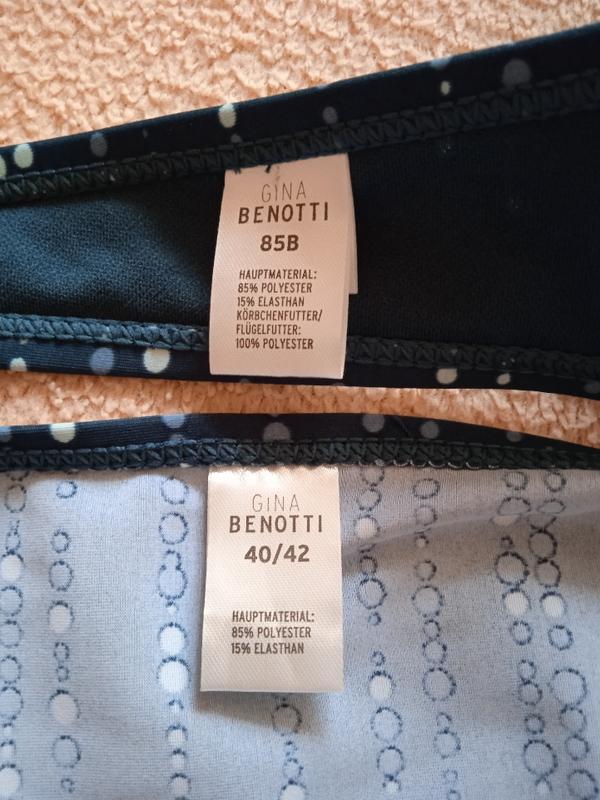 GINA
BENOTTI
85B
HAUPTMATERIAL:
85% POLYESTER
15% ELASTHAN
KÖRBCHENFUTTER/
FLÜGELFUTTER:
100% POLYESTER
GINA
BENOTTI
40/42
HAUPTMATERIAL:
85% POLYESTER
15% ELASTHAN